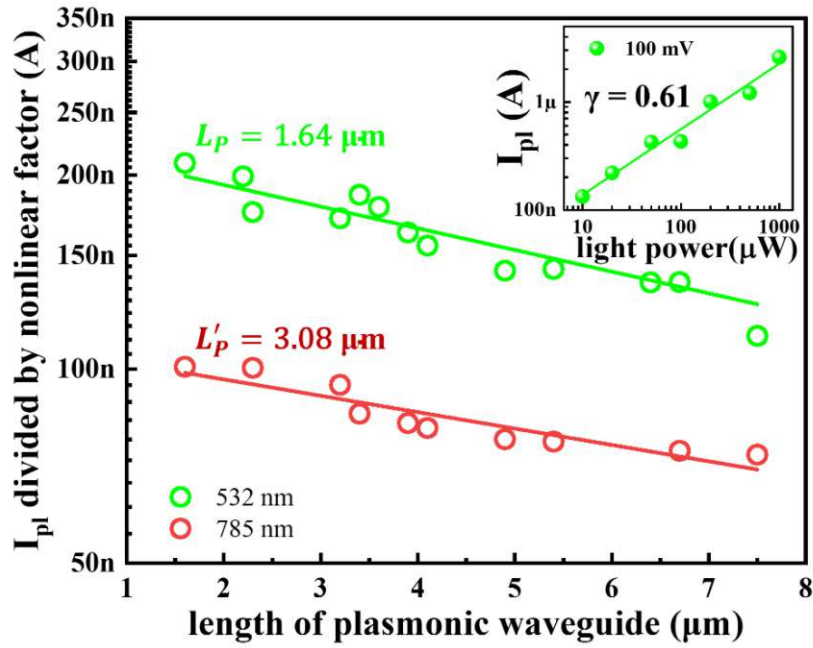 350n
300n
250n
200n
150n
100n
50n
I_pl divided by nonlinear factor (A)
L_P = 1.64 μm
L'_P = 3.08 μm
532 nm
785 nm
1 2 3 4 5 6 7 8
length of plasmonic waveguide (μm)
100 mV
γ = 0.61
I_pl (A)
1μ
100n
10 100 1000
light power(μW)